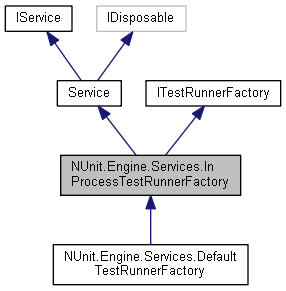 IService
IDisposable
Service
ITestRunnerFactory
NUnit.Engine.Services.In
ProcessTestRunnerFactory
NUnit.Engine.Services.Default
TestRunnerFactory